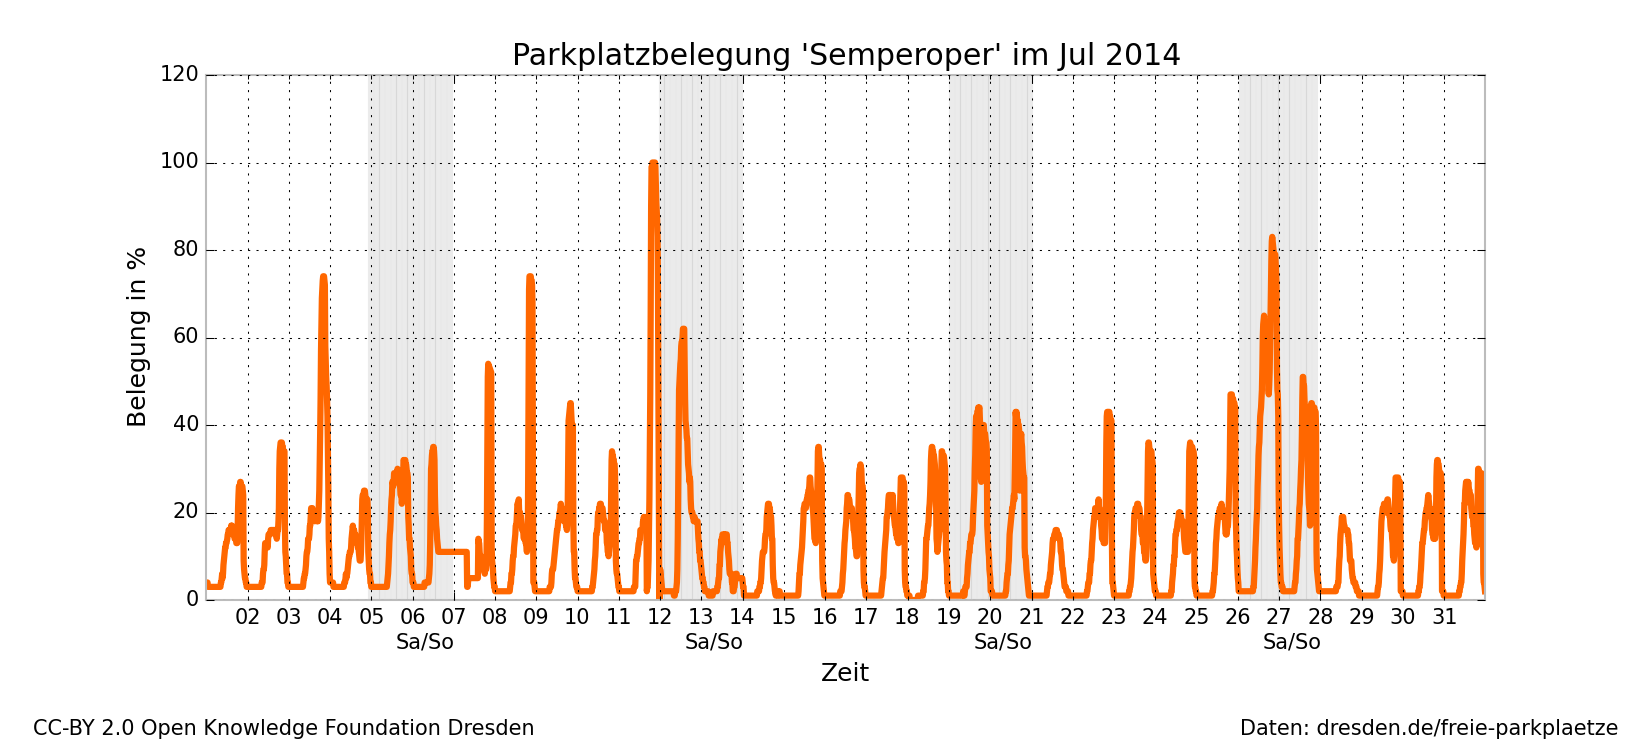 Parkplatzbelegung 'Semperoper' im Jul 2014
120
100
80
60
40
20
0
Belegung in %
02 03 04 05 06 07 08 09 10 11 12 13 14 15 16 17 18 19 20 21 22 23 24 25 26 27 28 29 30 31
Sa/So Sa/So Sa/So Sa/So
Zeit
CC-BY 2.0 Open Knowledge Foundation Dresden
Daten: dresden.de/freie-parkplaetze